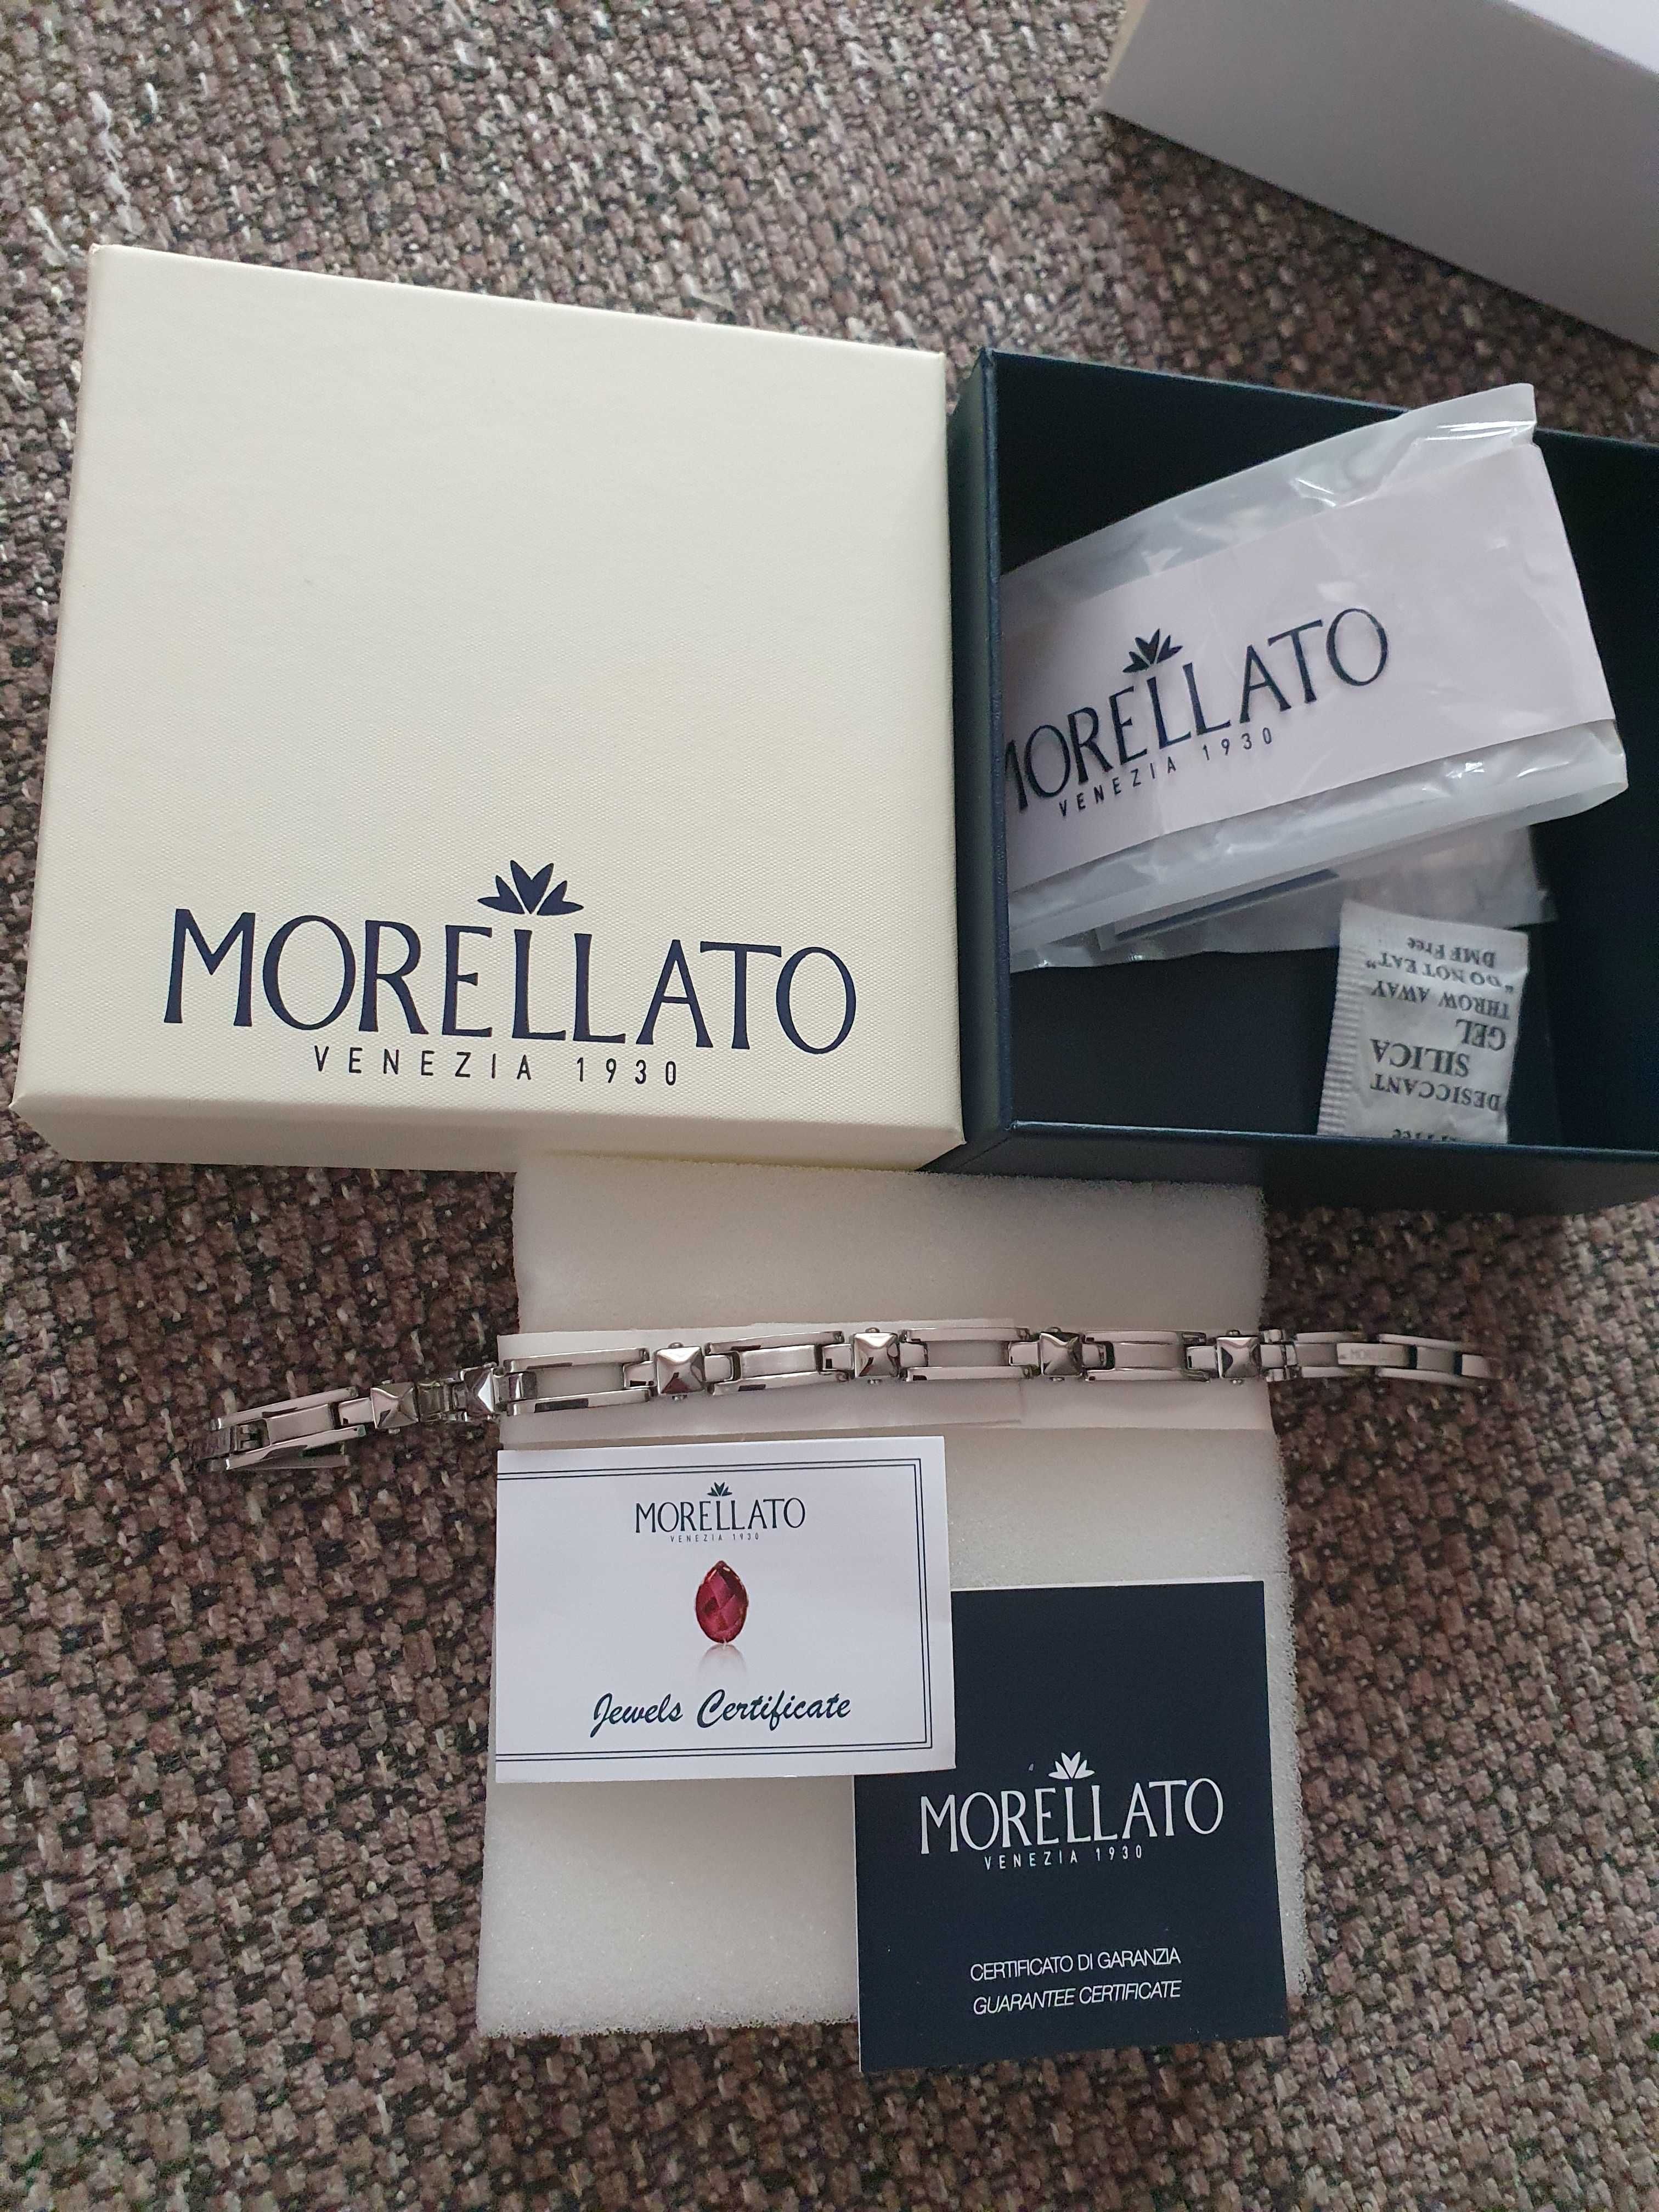 MORELLATO
VENEZIA 1930
MORELLATO
VENEZIA 1930
DESICCANT
SILICA
GEL
THROW AWAY
"DO NOT EAT"
DMF Free
MORELLATO
VENEZIA 1930
Jewels Certificate
MORELLATO
VENEZIA 1930
CERTIFICATO DI GARANZIA
GUARANTEE CERTIFICATE